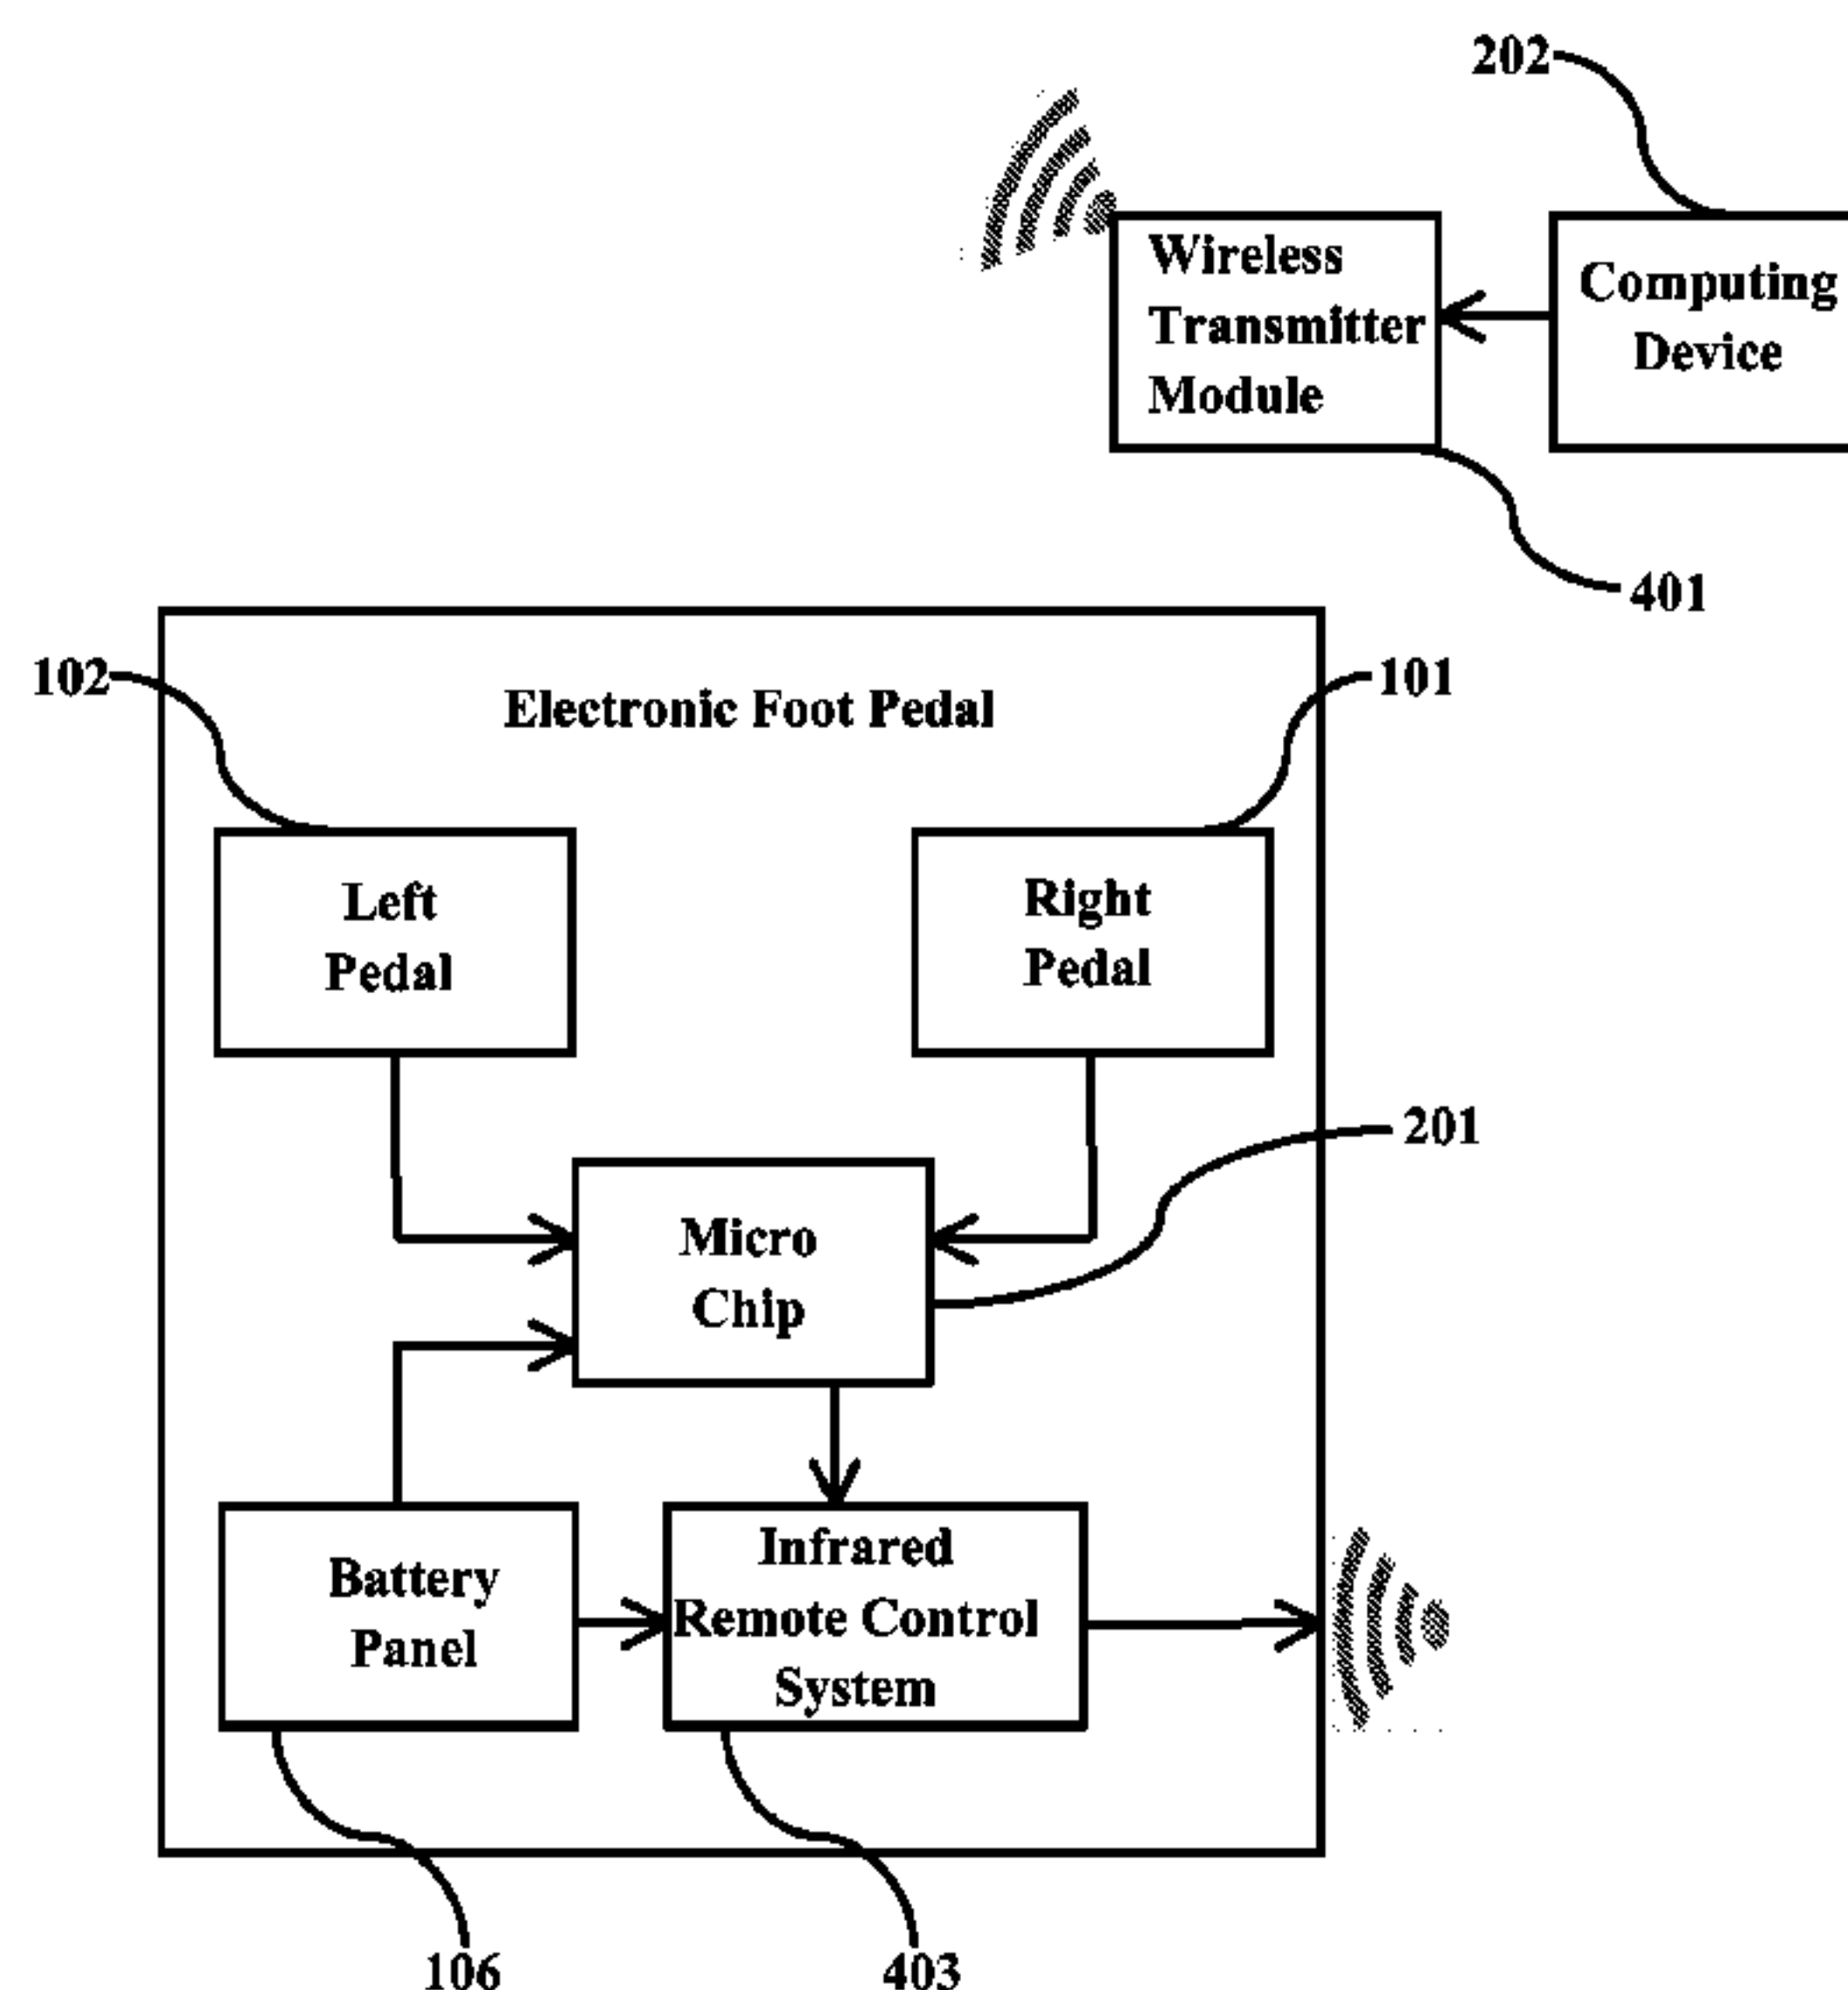 202
Wireless
Transmitter
Module
Computing
Device
401
102
Electronic Foot Pedal
101
Left
Pedal
Right
Pedal
201
Micro
Chip
Battery
Panel
Infrared
Remote Control
System
106
403